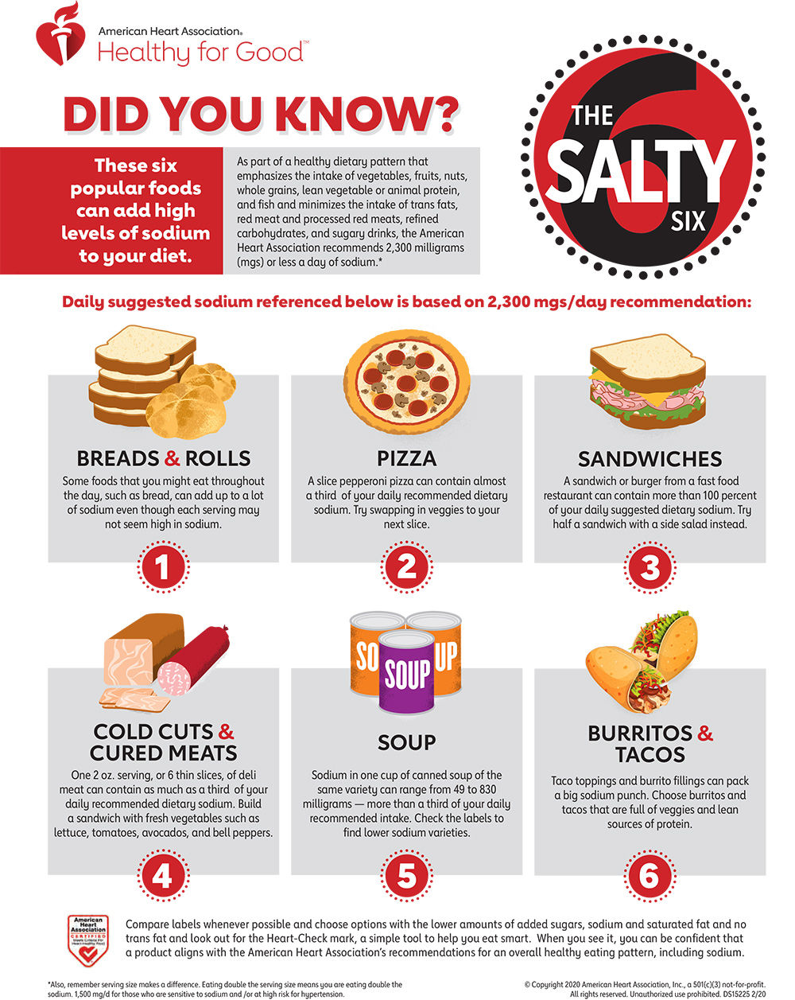 American Heart Association®
Healthy for Good™
DID YOU KNOW?
THE
SALTY
SIX
These six
popular foods
can add high
levels of sodium
to your diet.
As part of a healthy dietary pattern that
emphasizes the intake of vegetables, fruits, nuts,
whole grains, lean vegetable or animal protein,
and fish and minimizes the intake of trans fats,
red meat and processed red meats, refined
carbohydrates, and sugary drinks, the American
Heart Association recommends 2,300 milligrams
(mgs) or less a day of sodium.*
Daily suggested sodium referenced below is based on 2,300 mgs/day recommendation:
BREADS & ROLLS
Some foods that you might eat throughout
the day, such as bread, can add up to a lot
of sodium even though each serving may
not seem high in sodium.
1
PIZZA
A slice pepperoni pizza can contain almost
a third of your daily recommended dietary
sodium. Try swapping in veggies to your
next slice.
2
SANDWICHES
A sandwich or burger from a fast food
restaurant can contain more than 100 percent
of your daily suggested dietary sodium. Try
half a sandwich with a side salad instead.
3
COLD CUTS &
CURED MEATS
One 2 oz. serving, or 6 thin slices, of deli
meat can contain as much as a third of your
daily recommended dietary sodium. Build
a sandwich with fresh vegetables such as
lettuce, tomatoes, avocados, and bell peppers.
4
SO SOUP UP
SOUP
Sodium in one cup of canned soup of the
same variety can range from 49 to 830
milligrams — more than a third of your daily
recommended intake. Check the labels to
find lower sodium varieties.
5
BURRITOS &
TACOS
Taco toppings and burrito fillings can pack
a big sodium punch. Choose burritos and
tacos that are full of veggies and lean
sources of protein.
6
American
Heart
Association
CERTIFIED
Meets Criteria For
Heart-Healthy Food
Compare labels whenever possible and choose options with the lower amounts of added sugars, sodium and saturated fat and no
trans fat and look out for the Heart-Check mark, a simple tool to help you eat smart. When you see it, you can be confident that
a product aligns with the American Heart Association's recommendations for an overall healthy eating pattern, including sodium.
*Also, remember serving size makes a difference. Eating double the serving size means you are eating double the
sodium. 1,500 mg/d for those who are sensitive to sodium and /or at high risk for hypertension.
© Copyright 2020 American Heart Association, Inc., a 501(c)(3) not-for-profit.
All rights reserved. Unauthorized use prohibited. DS15225 2/20